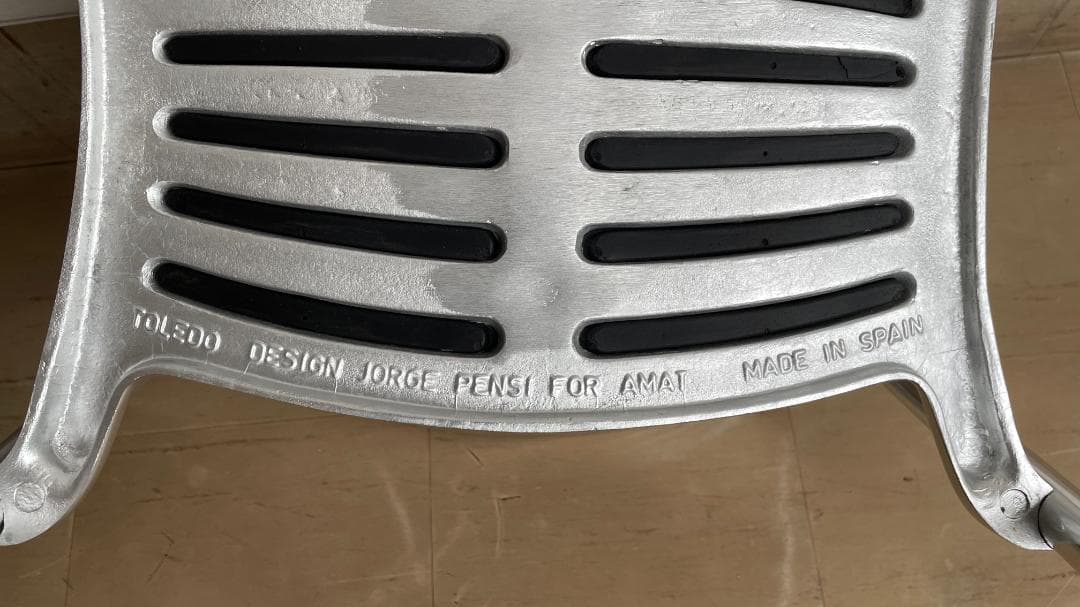 TOLEDO DESIGN JORGE PENSI FOR AMAT MADE IN SPAIN